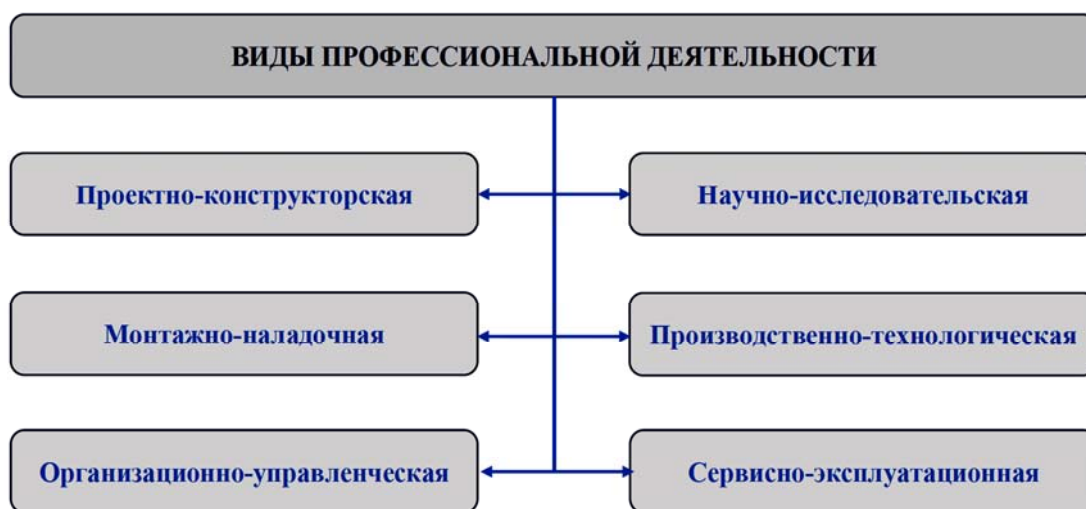 ВИДЫ ПРОФЕССИОНАЛЬНОЙ ДЕЯТЕЛЬНОСТИ
Проектно-конструкторская
Научно-исследовательская
Монтажно-наладочная
Производственно-технологическая
Организационно-управленческая
Сервисно-эксплуатационная